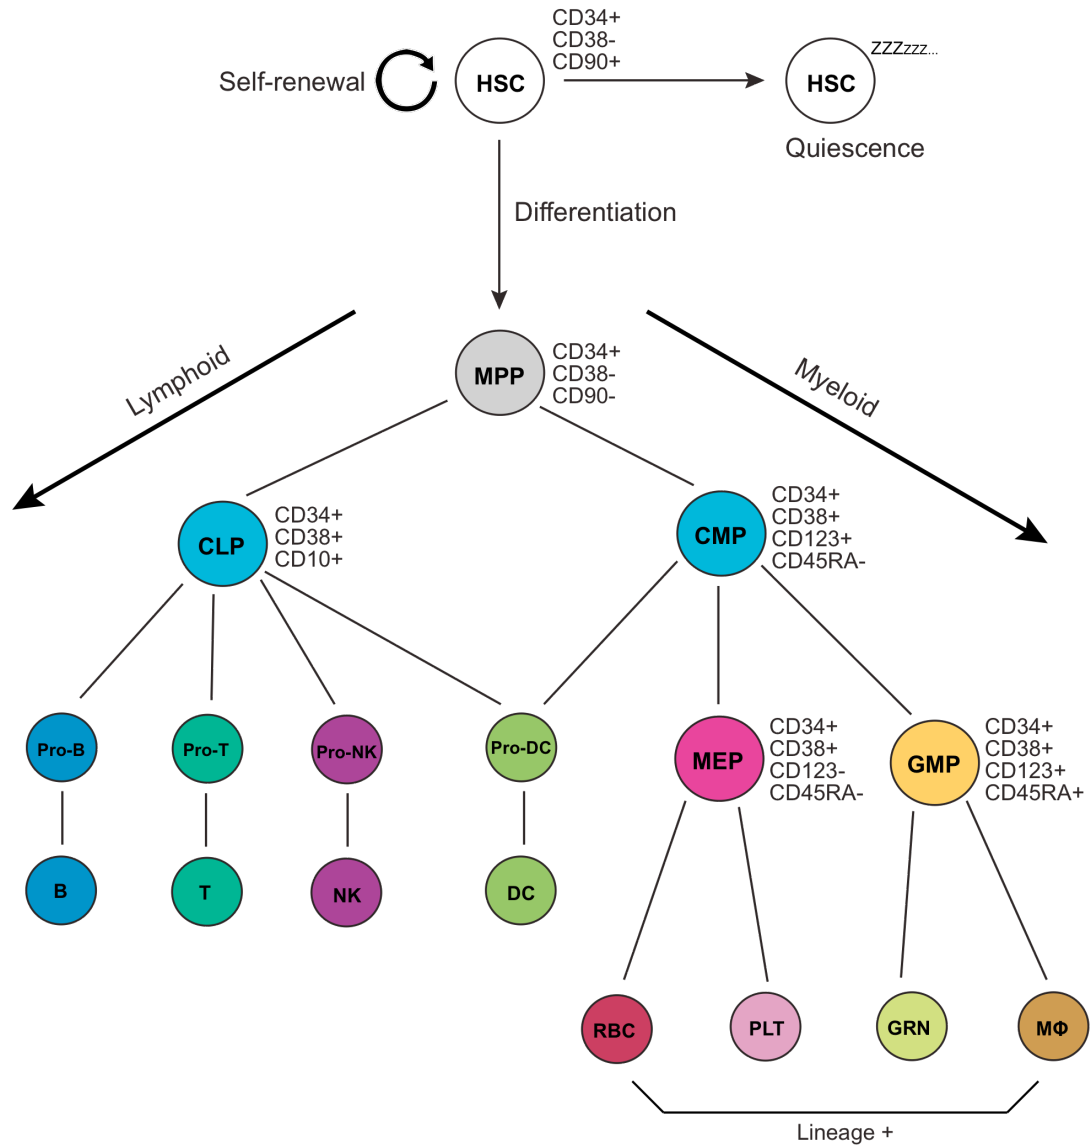 CD34+
CD38-
CD90+
ZZZzzz...
Self-renewal
HSC
HSC
Quiescence
Differentiation
Lymphoid
Myeloid
MPP
CD34+
CD38-
CD90-
CLP
CD34+
CD38+
CD10+
CMP
CD34+
CD38+
CD123+
CD45RA-
Pro-B
Pro-T
Pro-NK
Pro-DC
MEP
CD34+
CD38+
CD123-
CD45RA-
GMP
CD34+
CD38+
CD123+
CD45RA+
B
T
NK
DC
RBC
PLT
GRN
MΦ
Lineage +